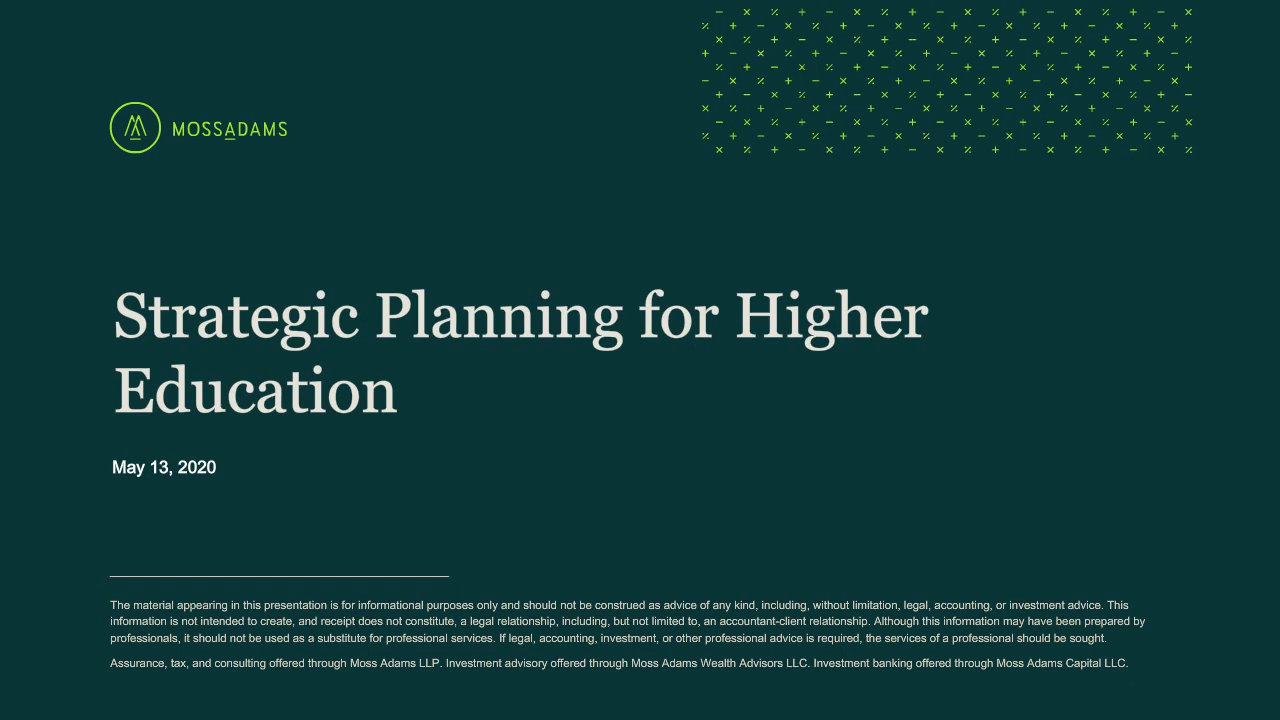 MOSSADAMS
Strategic Planning for Higher
Education
May 13, 2020
The material appearing in this presentation is for informational purposes only and should not be construed as advice of any kind, including, without limitation, legal, accounting, or investment advice. This
information is not intended to create, and receipt does not constitute, a legal relationship, including, but not limited to, an accountant-client relationship. Although this information may have been prepared by
professionals, it should not be used as a substitute for professional services. If legal, accounting, investment, or other professional advice is required, the services of a professional should be sought.
Assurance, tax, and consulting offered through Moss Adams LLP. Investment advisory offered through Moss Adams Wealth Advisors LLC. Investment banking offered through Moss Adams Capital LLC.